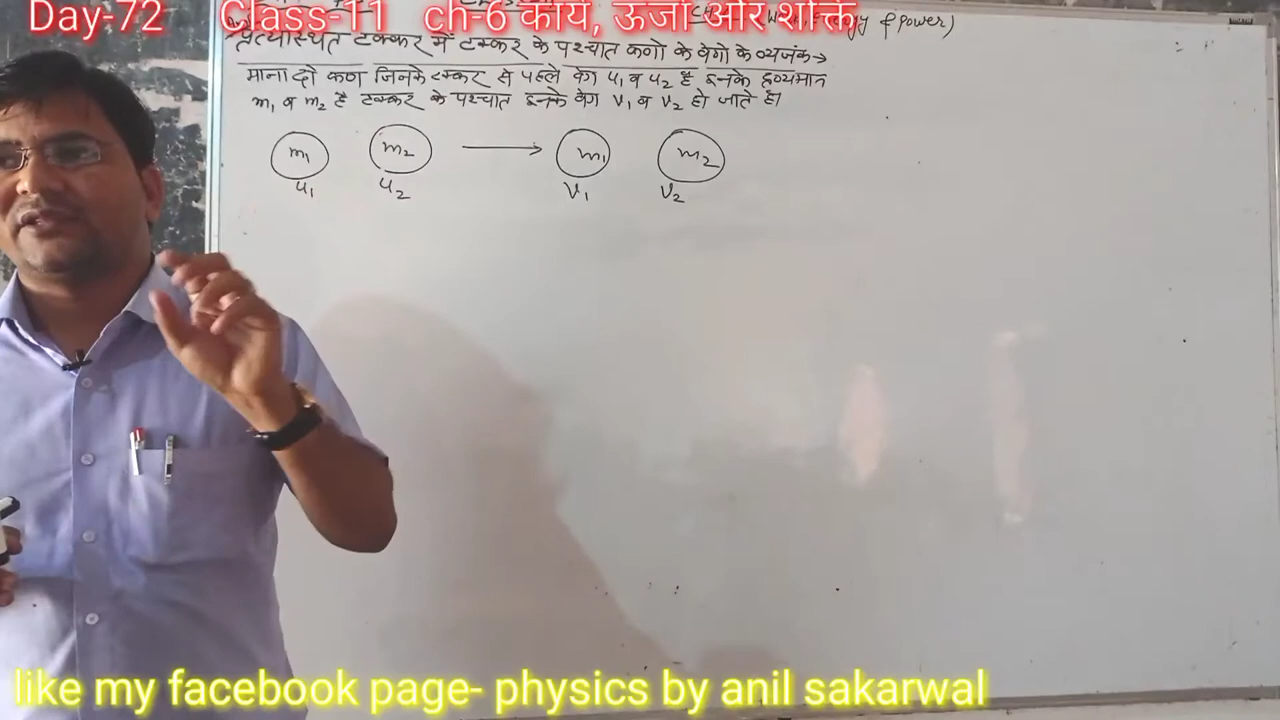 Day-72 Class-11 ch-6 कार्य, ऊर्जा और शक्ति
Energy & Power)
प्रत्यास्थित टक्कर में टक्कर के पश्चात कणो के वेगो के व्यंजक→
माना दो कण जिनके टक्कर से पहले वेग u₁ व u₂ है इनके द्रव्यमान
m₁ व m₂ है टक्कर के पश्चात इनके वेग v₁ व v₂ हो जाते है।
m₁ m₂ → m₁ m₂
u₁ u₂ v₁ v₂
like my facebook page- physics by anil sakarwal